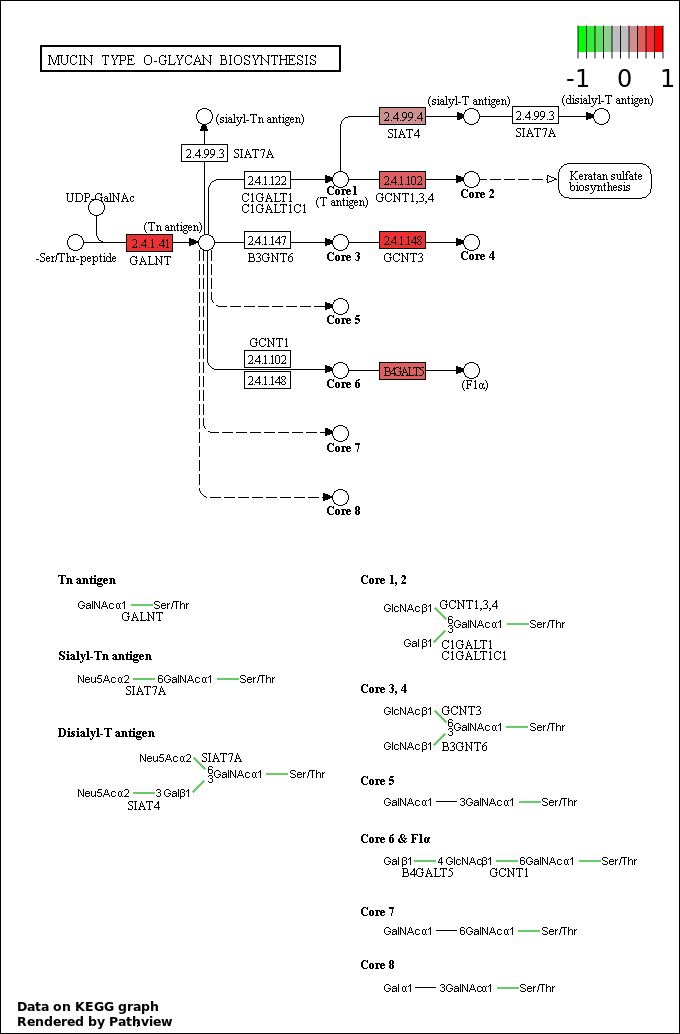 MUCIN TYPE O-GLYCAN BIOSYNTHESIS
-1 0 1
(sialyl-Tn antigen)
2.4.99.3 SIAT7A
(sialyl-T antigen)
(disialyl-T antigen)
2.4.99.4
SIAT4
2.4.99.3
SIAT7A
UDP-GalNAc
-Ser/Thr-peptide
2.4.1.41
GALNT
(Tn antigen)
2.4.1.122
C1GALT1
C1GALT1C1
Core1
(T antigen)
2.4.1.102
GCNT1,3,4
Core 2
Keratan sulfate
biosynthesis
2.4.1.147
B3GNT6
Core 3
2.4.1.148
GCNT3
Core 4
Core 5
GCNT1
2.4.1.102
2.4.1.148
Core 6
B4GALT5
(F1α)
Core 7
Core 8
Tn antigen
GalNAcα1 Ser/Thr
GALNT
Sialyl-Tn antigen
Neu5Acα2 6GalNAcα1 Ser/Thr
SIAT7A
Disialyl-T antigen
Neu5Acα2 SIAT7A
6
3GalNAcα1 Ser/Thr
Neu5Acα2 3 Galβ1
SIAT4
Core 1, 2
GlcNAcβ1 GCNT1,3,4
6
3GalNAcα1 Ser/Thr
Galβ1 C1GALT1
C1GALT1C1
Core 3, 4
GlcNAcβ1 GCNT3
6
3GalNAcα1 Ser/Thr
GlcNAcβ1 B3GNT6
Core 5
GalNAcα1 3GalNAcα1 Ser/Thr
Core 6 & F1α
Galβ1 4 GlcNAcβ1 6GalNAcα1 Ser/Thr
B4GALT5 GCNT1
Core 7
GalNAcα1 6GalNAcα1 Ser/Thr
Core 8
Galα1 3GalNAcα1 Ser/Thr
Data on KEGG graph
Rendered by Pathview